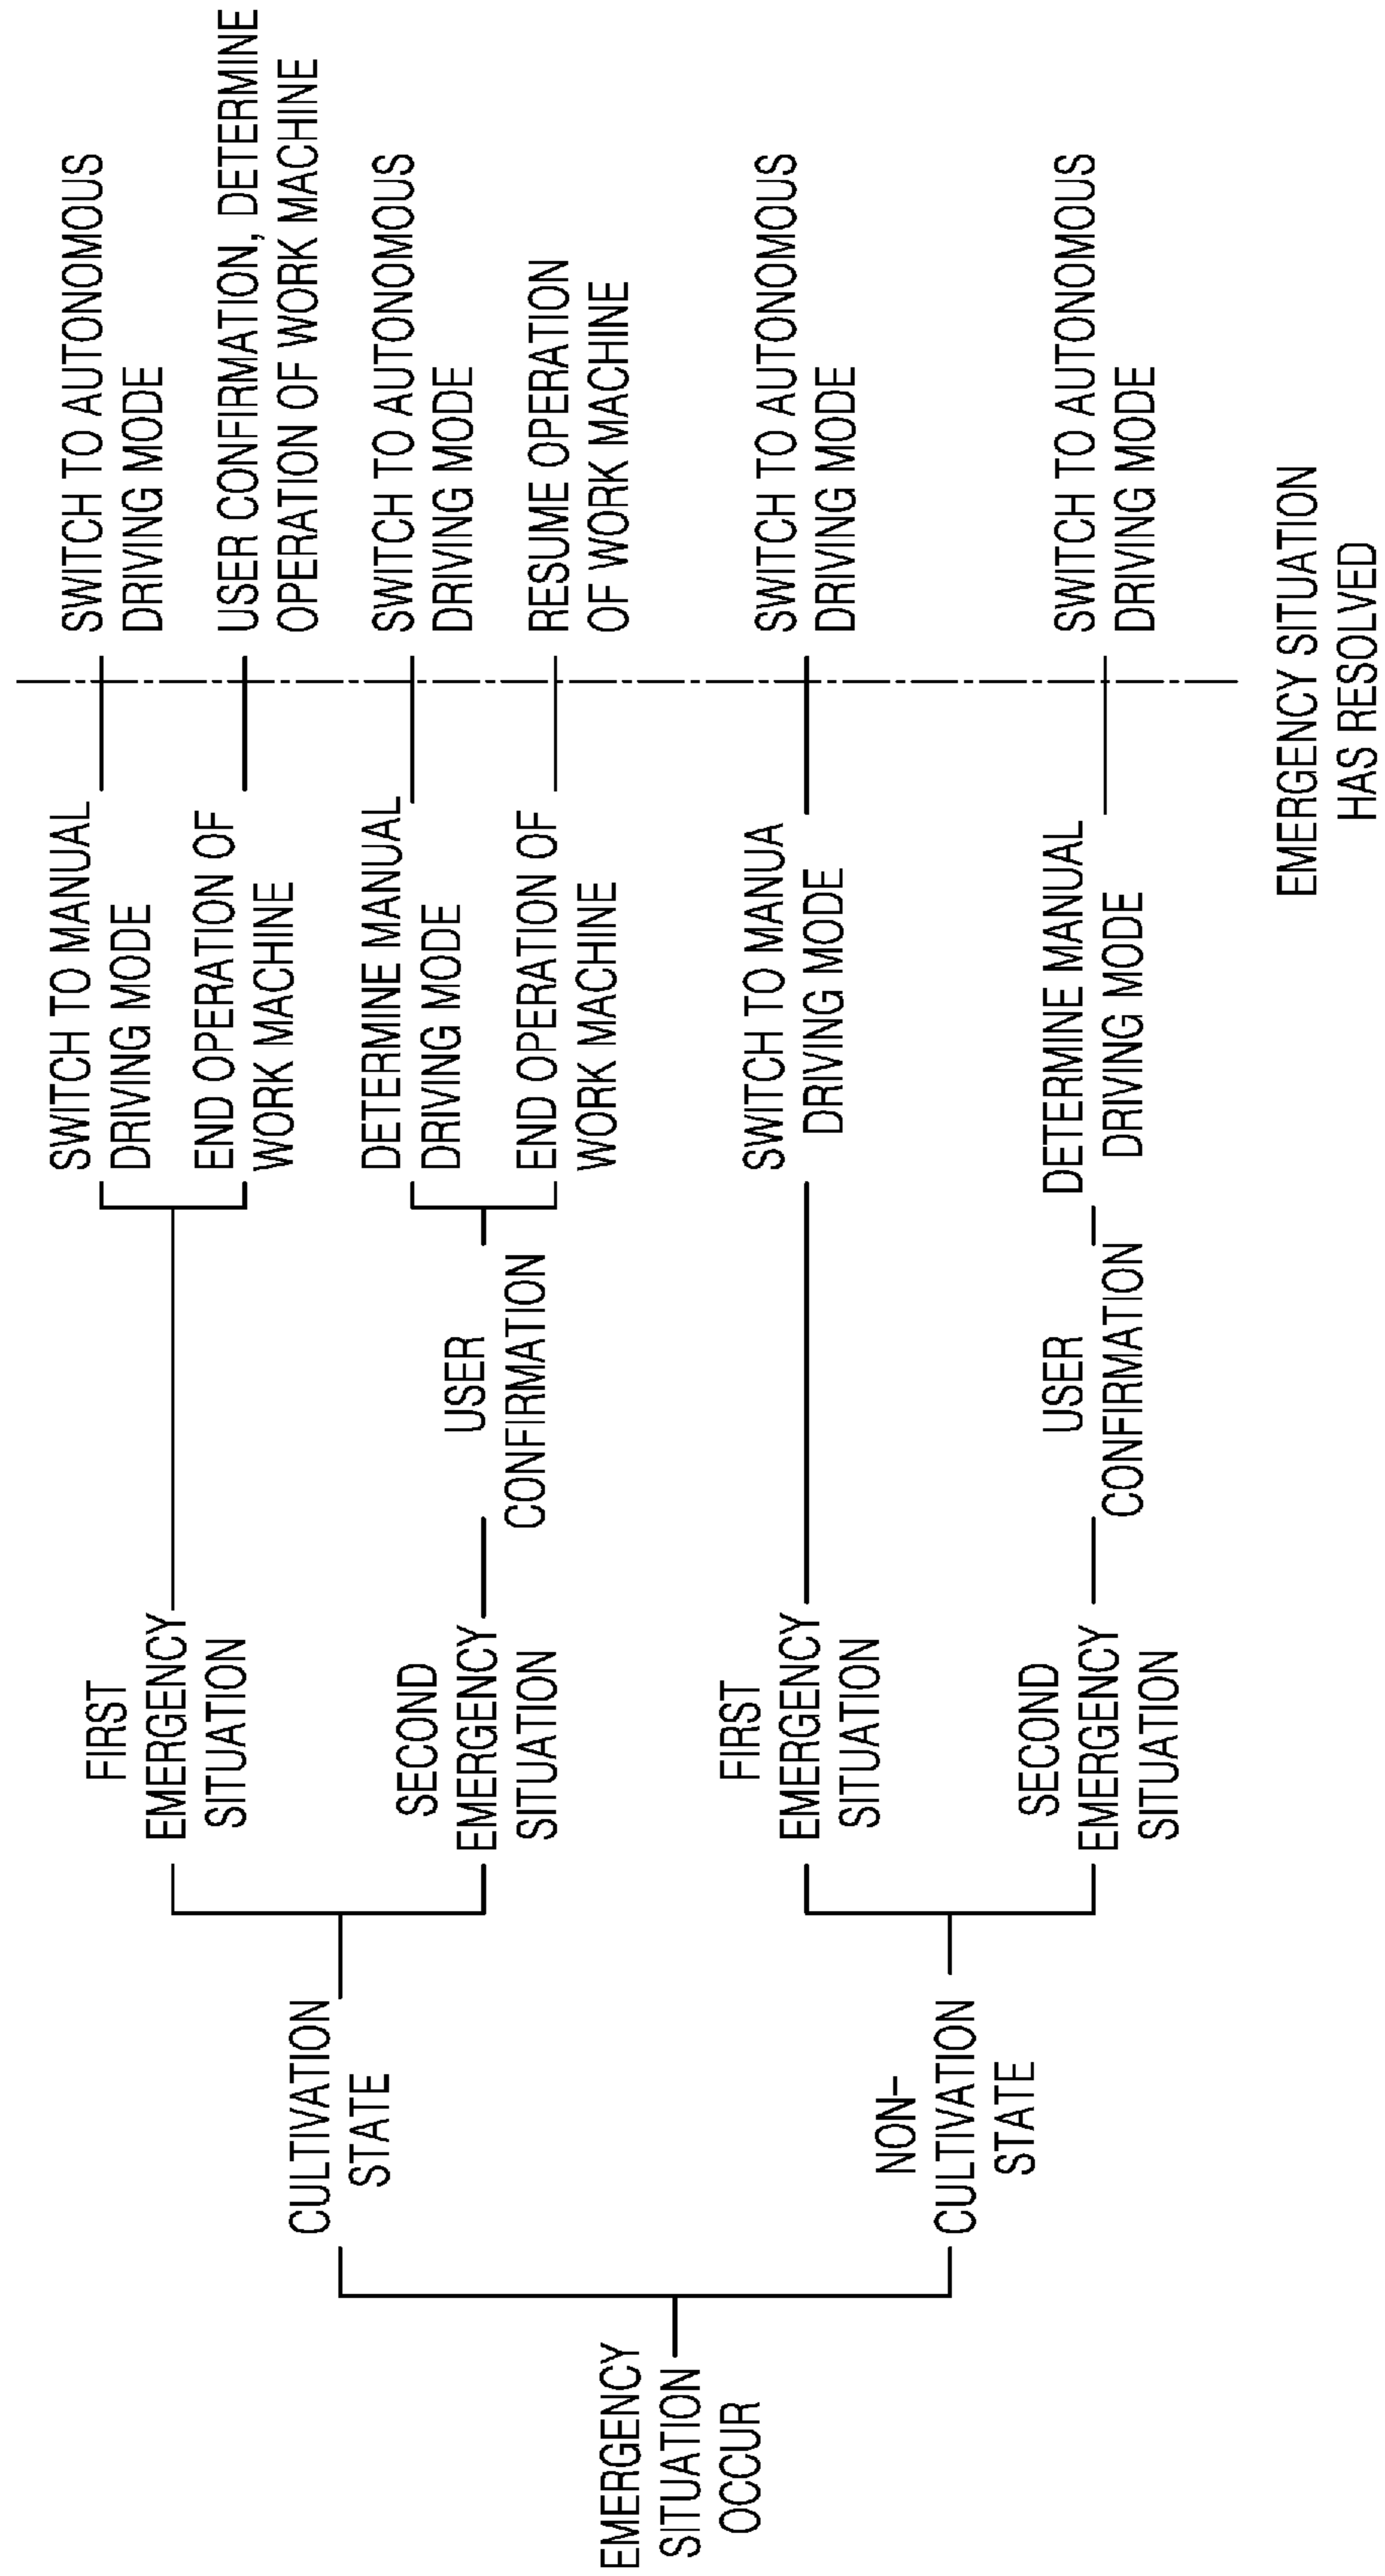 EMERGENCY
SITUATION
OCCUR
CULTIVATION
STATE
FIRST
EMERGENCY
SITUATION
SWITCH TO MANUAL
DRIVING MODE
SWITCH TO AUTONOMOUS
DRIVING MODE
END OPERATION OF
WORK MACHINE
USER CONFIRMATION, DETERMINE
OPERATION OF WORK MACHINE
SECOND
EMERGENCY
SITUATION
USER
CONFIRMATION
DETERMINE MANUAL
DRIVING MODE
SWITCH TO AUTONOMOUS
DRIVING MODE
END OPERATION OF
WORK MACHINE
RESUME OPERATION
OF WORK MACHINE
NON-
CULTIVATION
STATE
FIRST
EMERGENCY
SITUATION
SWITCH TO MANUA
DRIVING MODE
SWITCH TO AUTONOMOUS
DRIVING MODE
SECOND
EMERGENCY
SITUATION
USER
CONFIRMATION
DETERMINE MANUAL
DRIVING MODE
SWITCH TO AUTONOMOUS
DRIVING MODE
EMERGENCY SITUATION
HAS RESOLVED